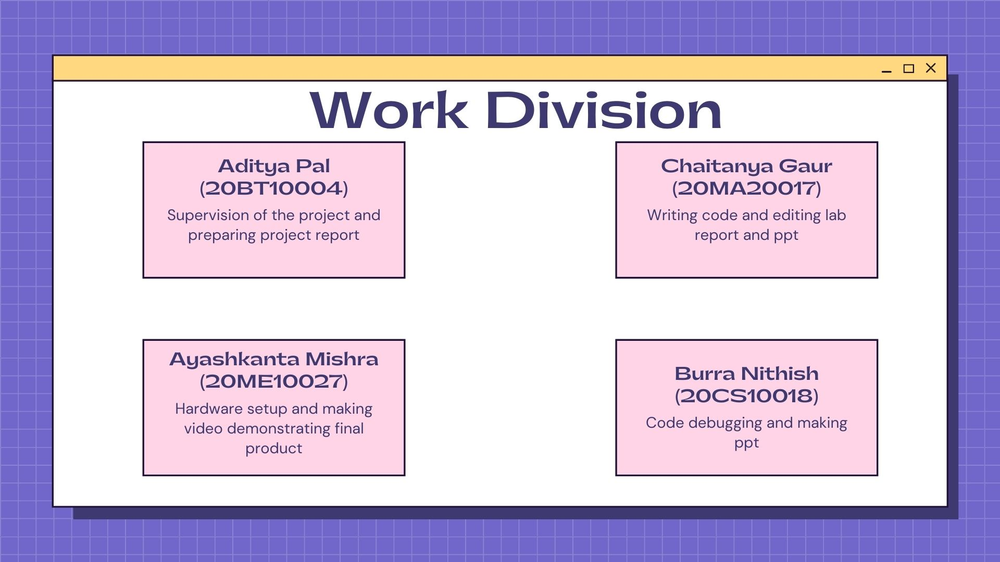 Work Division
Aditya Pal
(20BT10004)
Supervision of the project and
preparing project report
Chaitanya Gaur
(20MA20017)
Writing code and editing lab
report and ppt
Ayashkanta Mishra
(20ME10027)
Hardware setup and making
video demonstrating final
product
Burra Nithish
(20CS10018)
Code debugging and making
ppt